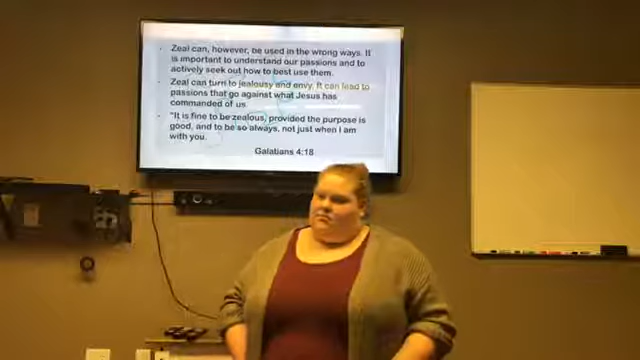 Zeal can, however, be used in the wrong ways. It
is important to understand our passions and to
actively seek out how to best use them.
Zeal can turn to jealousy and envy. It can lead to
passions that go against what Jesus has
commanded of us.
"It is fine to be zealous, provided the purpose is
good, and to be so always, not just when I am
with you.
Galatians 4:18